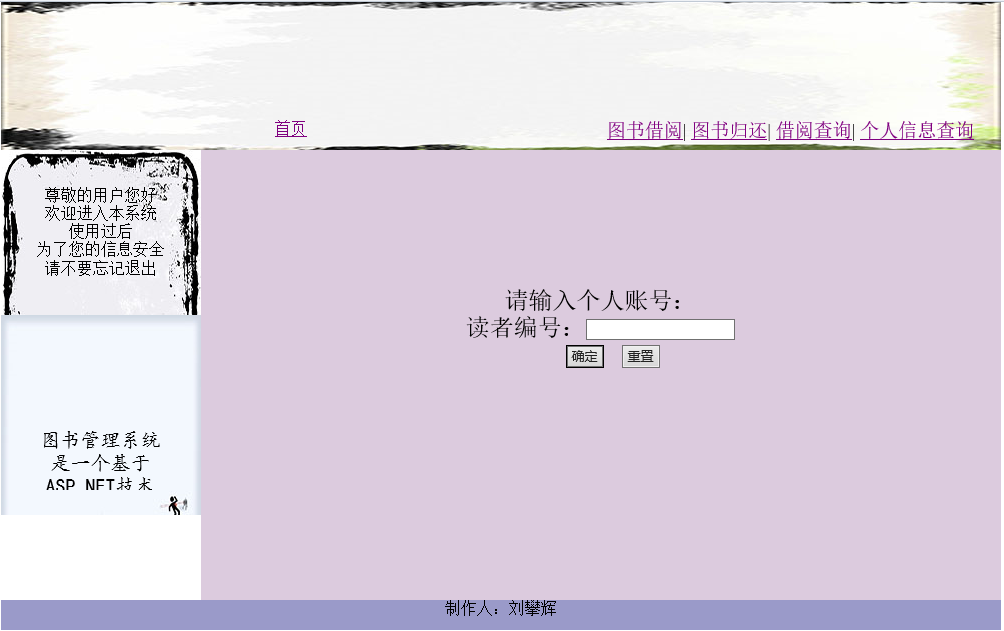 首页
图书借阅| 图书归还| 借阅查询| 个人信息查询
尊敬的用户您好
欢迎进入本系统
使用过后
为了您的信息安全
请不要忘记退出
请输入个人账号：
读者编号：
确定 重置
图书管理系统
是一个基于
ASP NET技术
制作人：刘攀辉